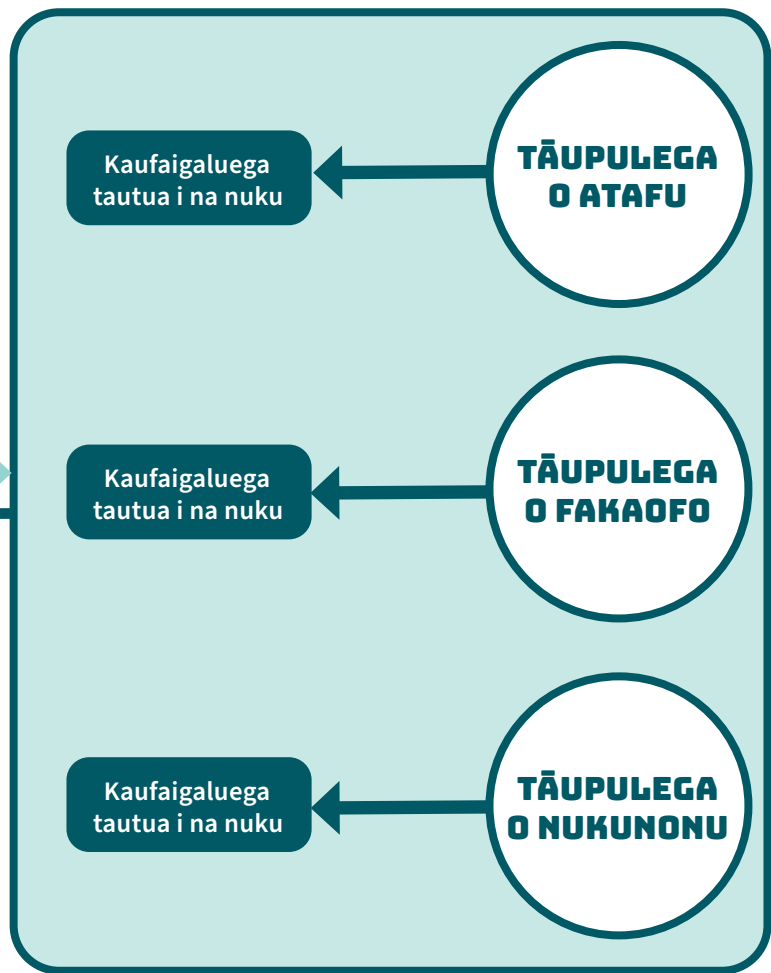 Kaufaigaluega
tautua i na nuku
TĀUPULEGA
O ATAFU
Kaufaigaluega
tautua i na nuku
TĀUPULEGA
O FAKAOFO
Kaufaigaluega
tautua i na nuku
TĀUPULEGA
O NUKUNONU